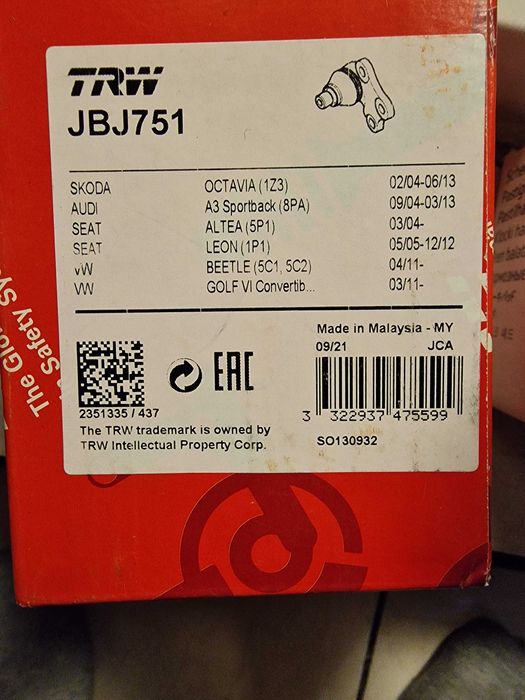 TRW
JBJ751
SKODA OCTAVIA (1Z3) 02/04-06/13
AUDI A3 Sportback (8PA) 09/04-03/13
SEAT ALTEA (5P1) 03/04-
SEAT LEON (1P1) 05/05-12/12
VW BEETLE (5C1, 5C2) 04/11-
VW GOLF VI Convertib... 03/11-
Made in Malaysia - MY
09/21 JCA
EAC
2351335 / 437
3 322937 475599
The TRW trademark is owned by
TRW Intellectual Property Corp.
SO130932
The
Safety